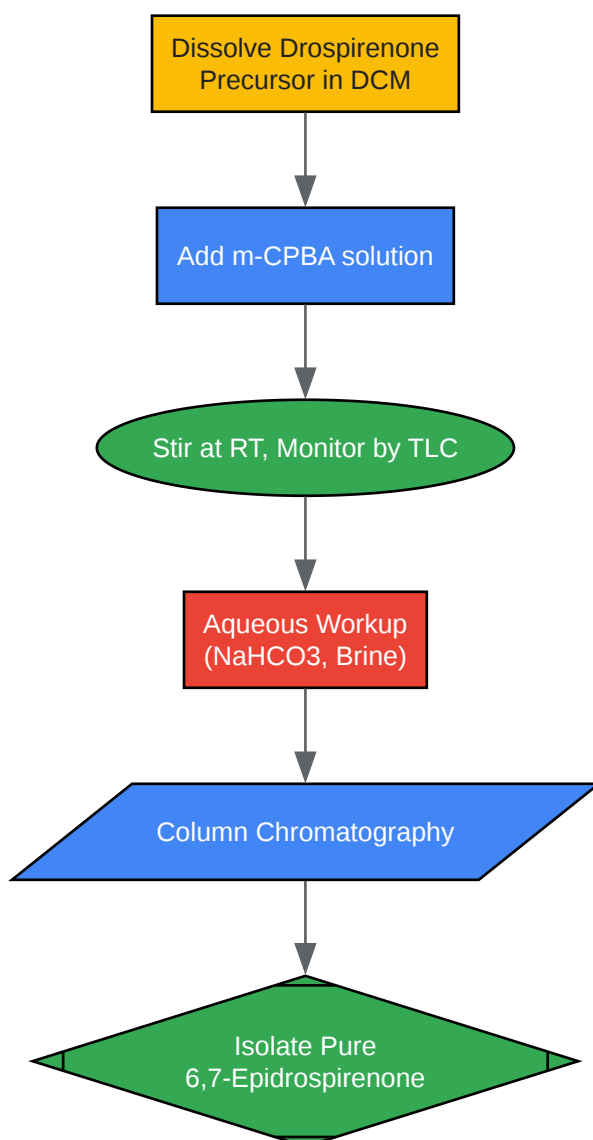 Dissolve Drospirenone
Precursor in DCM
Add m-CPBA solution
Stir at RT, Monitor by TLC
Aqueous Workup
(NaHCO3, Brine)
Column Chromatography
Isolate Pure
6,7-Epidrospirenone